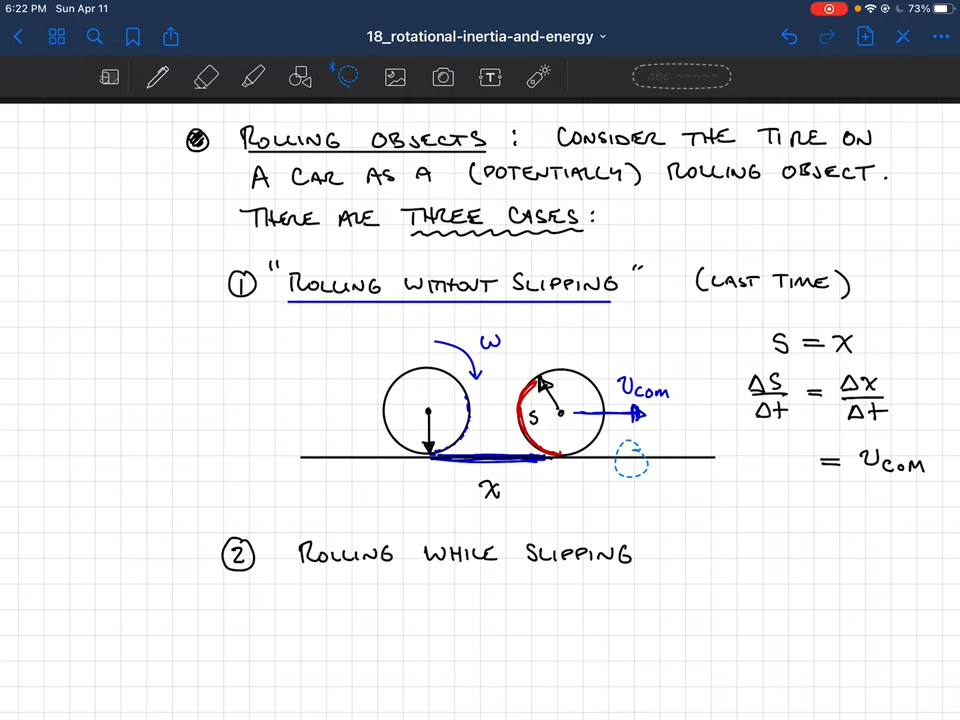 6:22 PM Sun Apr 11
73%
18_rotational-inertia-and-energy
T
abc
ROLLING OBJECTS : CONSIDER THE TIRE ON
A CAR AS A (POTENTIALLY) ROLLING OBJECT.
THERE ARE THREE CASES:
① "ROLLING WITHOUT SLIPPING" (LAST TIME)
ω
S = x
v_COM
ΔS/Δt = Δx/Δt
S
= v_COM
x
② ROLLING WHILE SLIPPING